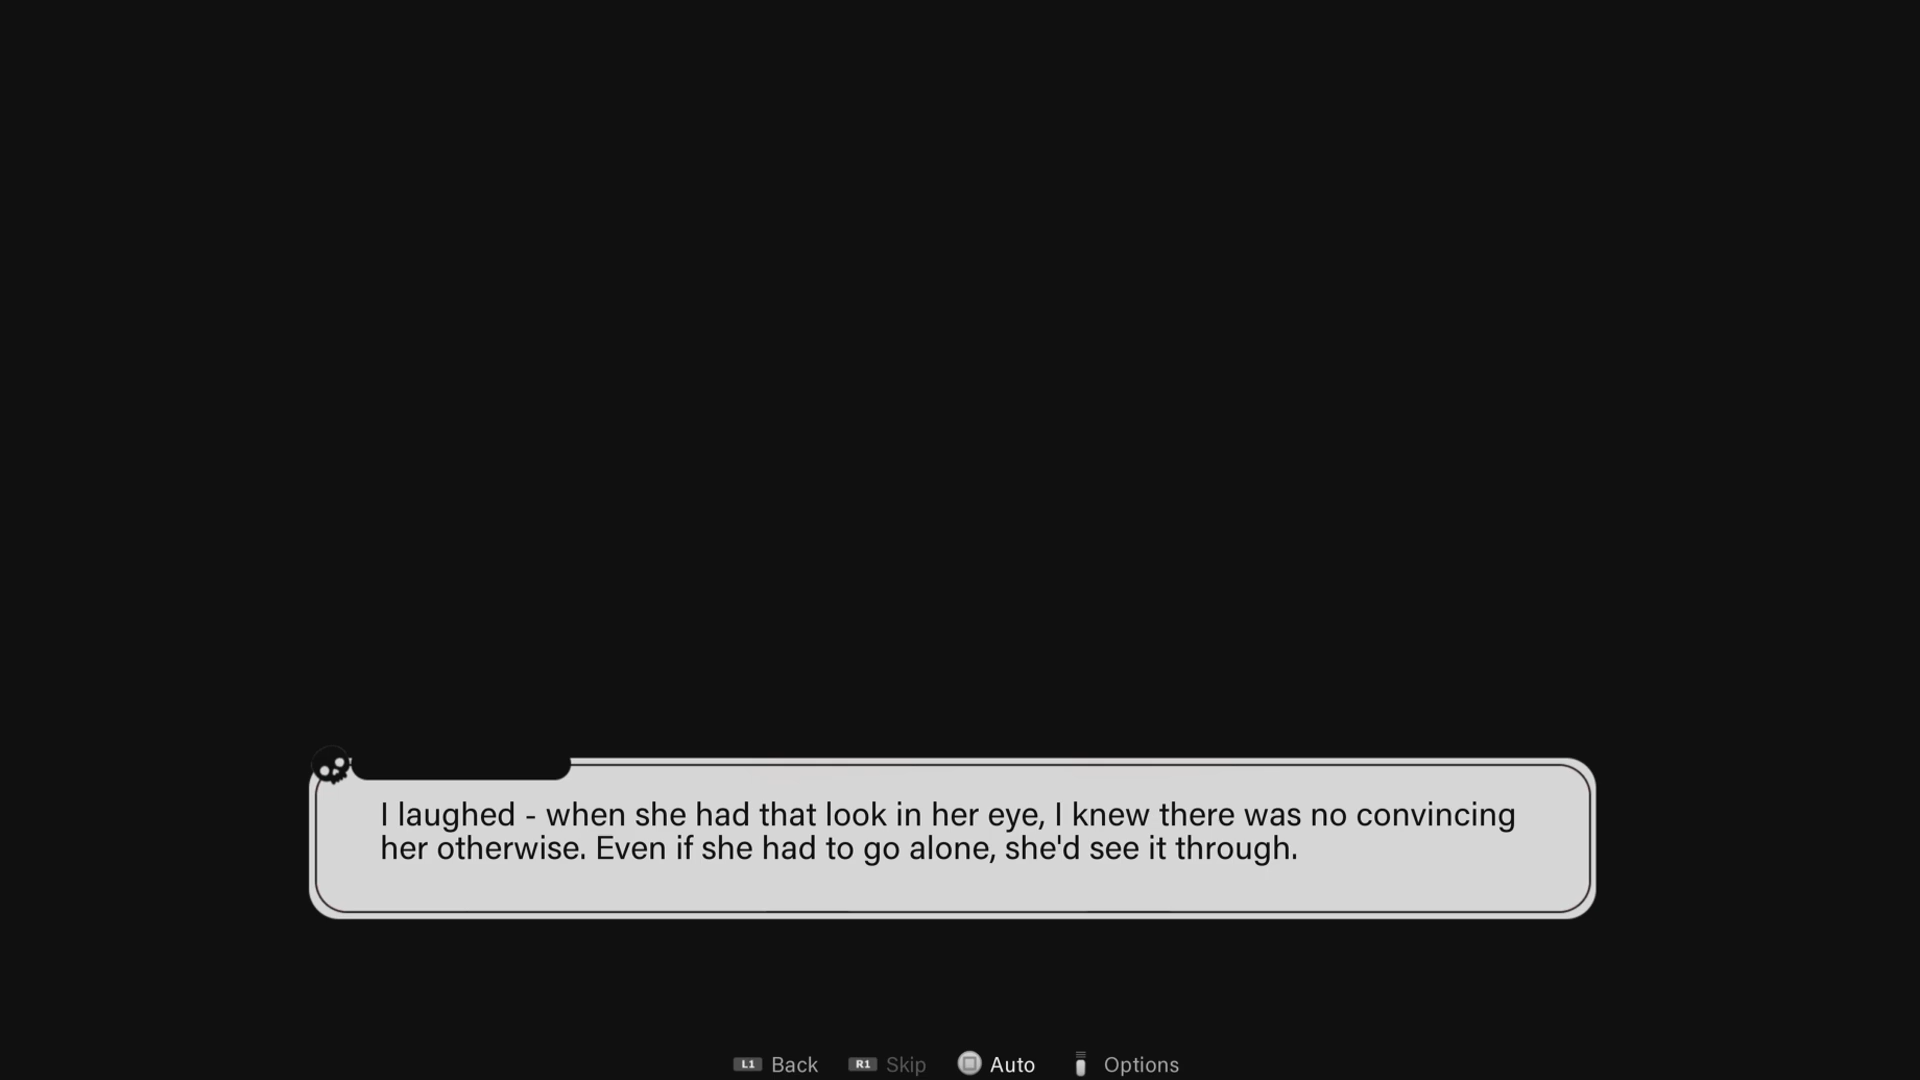 I laughed - when she had that look in her eye, I knew there was no convincing
her otherwise. Even if she had to go alone, she'd see it through.
L1 Back R1 Skip Auto Options